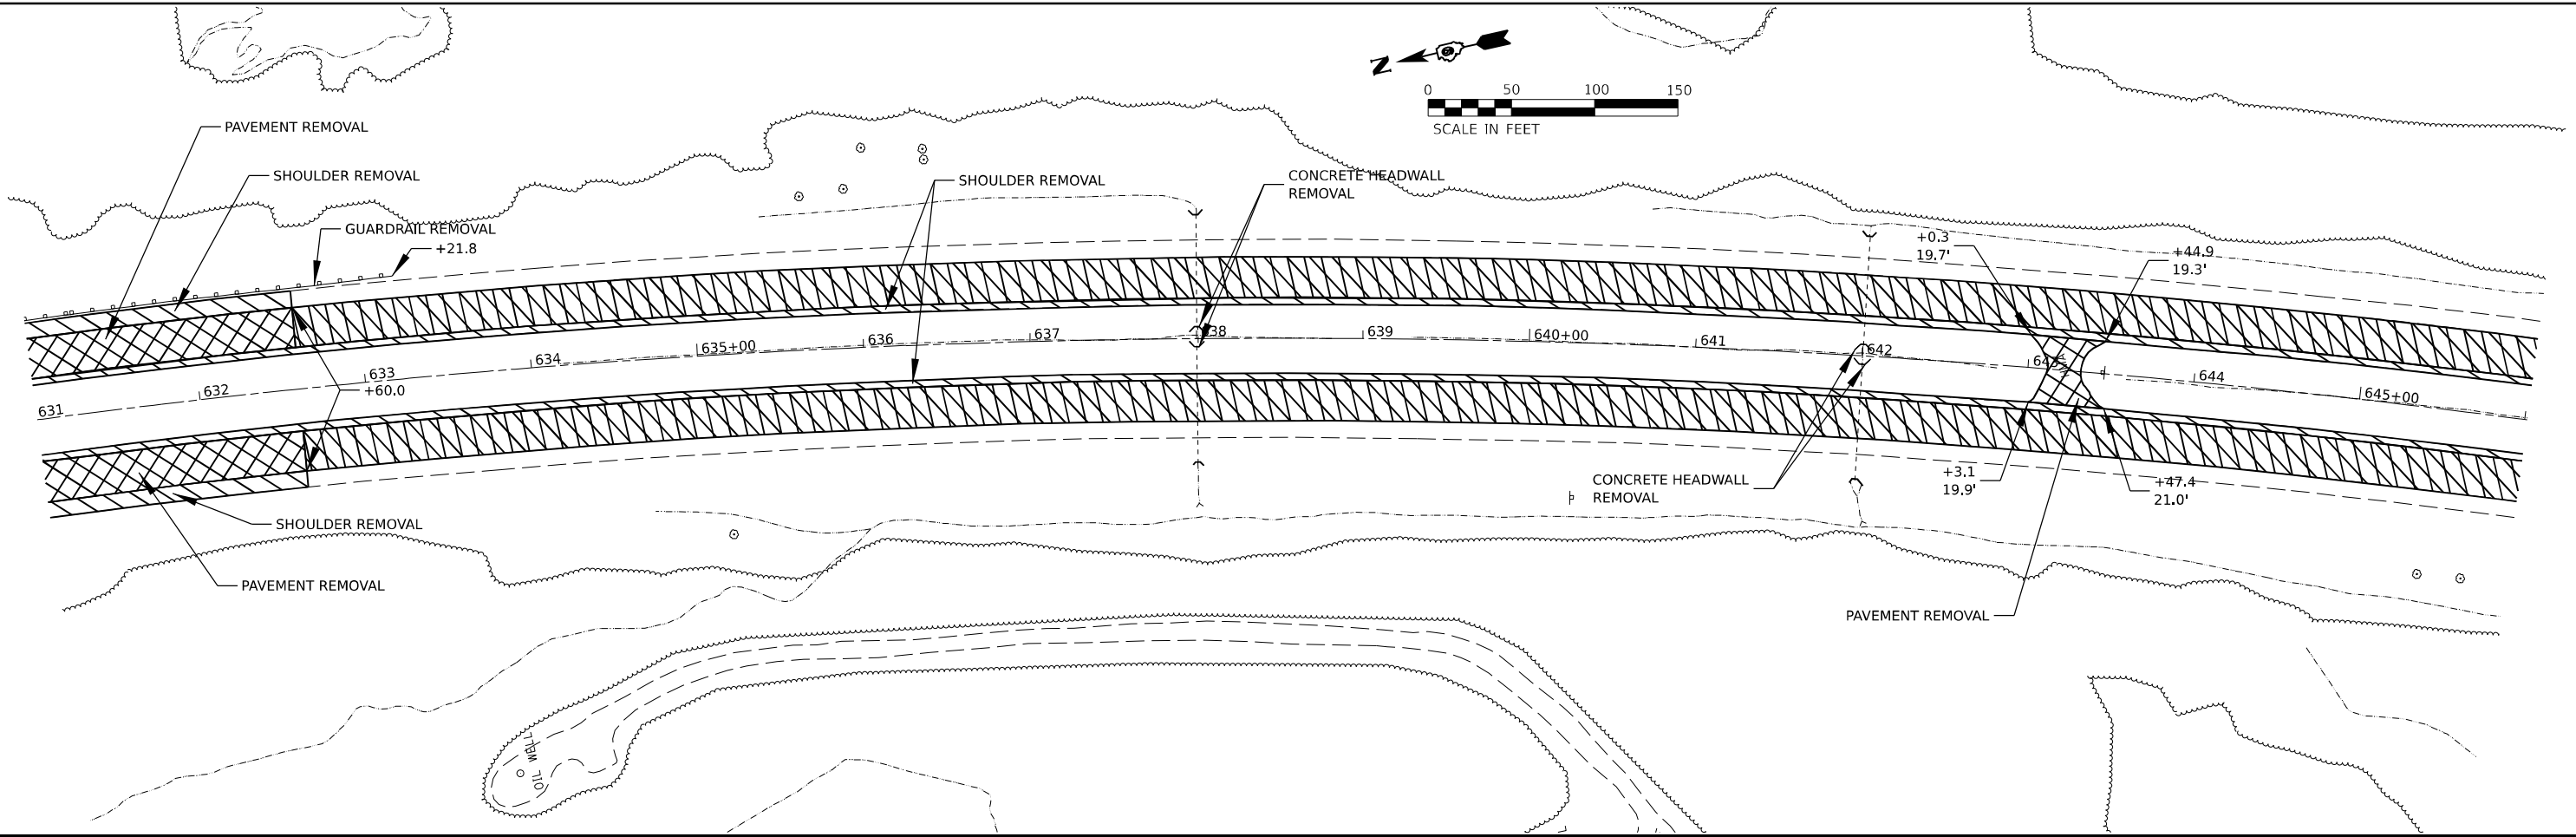 N
0 50 100 150
SCALE IN FEET
PAVEMENT REMOVAL
SHOULDER REMOVAL
GUARDRAIL REMOVAL
+21.8
SHOULDER REMOVAL
CONCRETE HEADWALL
REMOVAL
+0.3
19.7'
+44.9
19.3'
631 632 633 634 635+00 636 637 638 639 640+00 641 642 643 644 645+00
+60.0
CONCRETE HEADWALL
REMOVAL
+3.1
19.9'
+47.4
21.0'
SHOULDER REMOVAL
PAVEMENT REMOVAL
PAVEMENT REMOVAL
OIL WELL